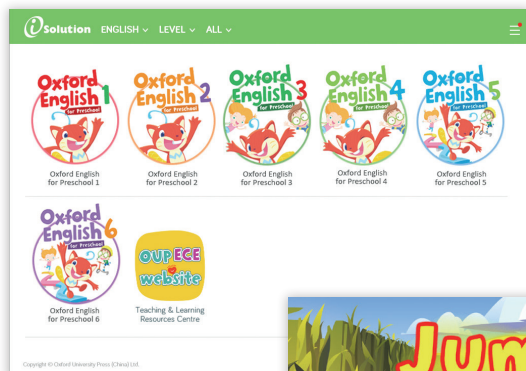 iSolution ENGLISH LEVEL ALL
Oxford English 1 for Preschool
Oxford English 2 for Preschool
Oxford English 3 for Preschool
Oxford English 4 for Preschool
Oxford English 5 for Preschool
Oxford English
for Preschool 1
Oxford English
for Preschool 2
Oxford English
for Preschool 3
Oxford English
for Preschool 4
Oxford English
for Preschool 5
Oxford English 6 for Preschool
OUP ECE
website
Oxford English
for Preschool 6
Teaching & Learning
Resources Centre
Copyright © Oxford University Press (China) Ltd.